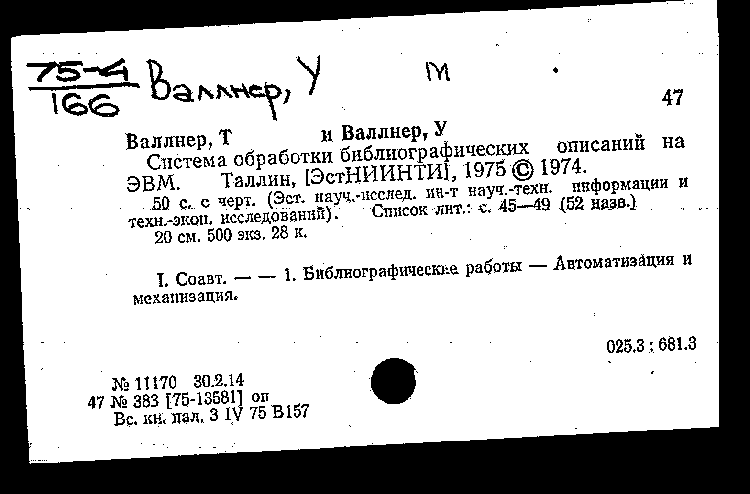 75-4
166
Валлнер, У
М
47
Валлнер, Т и Валлнер, У
Система обработки библиографических описаний на
ЭВМ. Таллин, [ЭстНИИНТИ], 1975 © 1974.
50 с. с черт. (Эст. науч.-исслед. ин-т науч.-техн. информации и
техн.-экон. исследований). Список лит.: с. 45—49 (52 назв.)
20 см. 500 экз. 28 к.
I. Соавт. — — 1. Библиографические работы — Автоматизация и
механизация.
025.3 ; 681.3
№ 11170 30.2.14
47 № 383 [75-13581] оп
Вс. кн. пал. 3 IV 75 В157